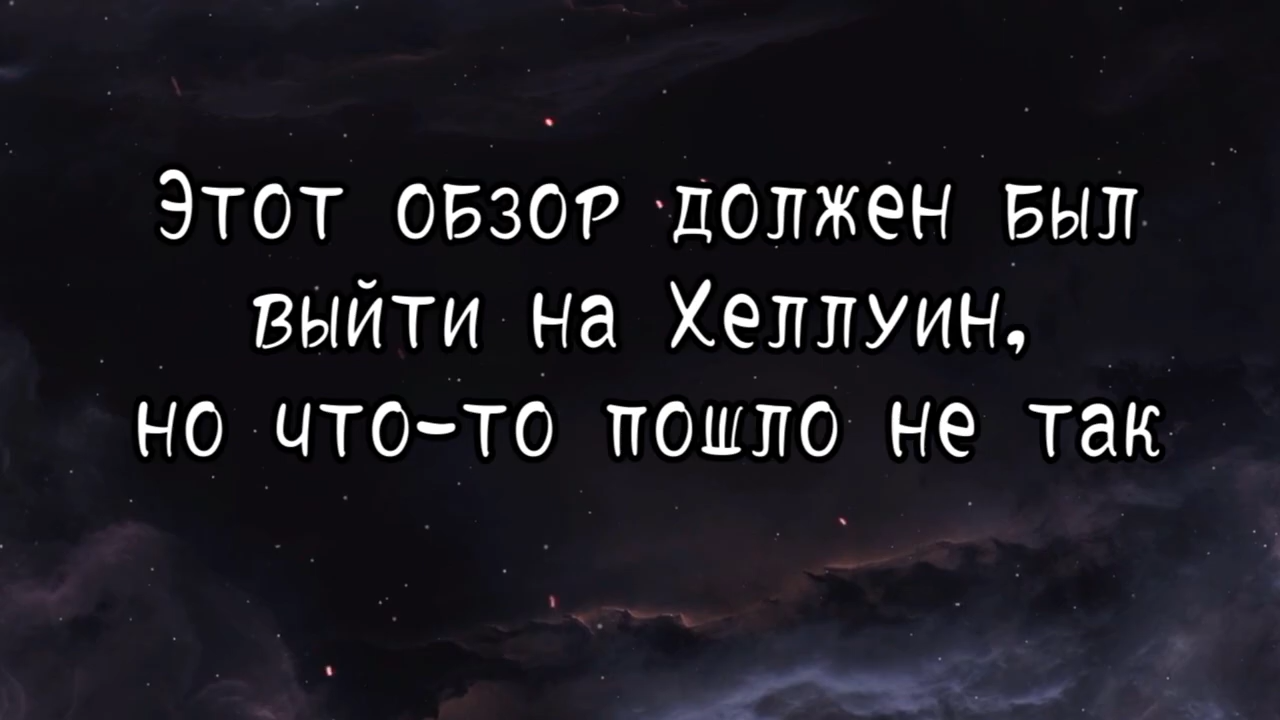 Этот обзор должен был
выйти на Хеллуин,
но что-то пошло не так